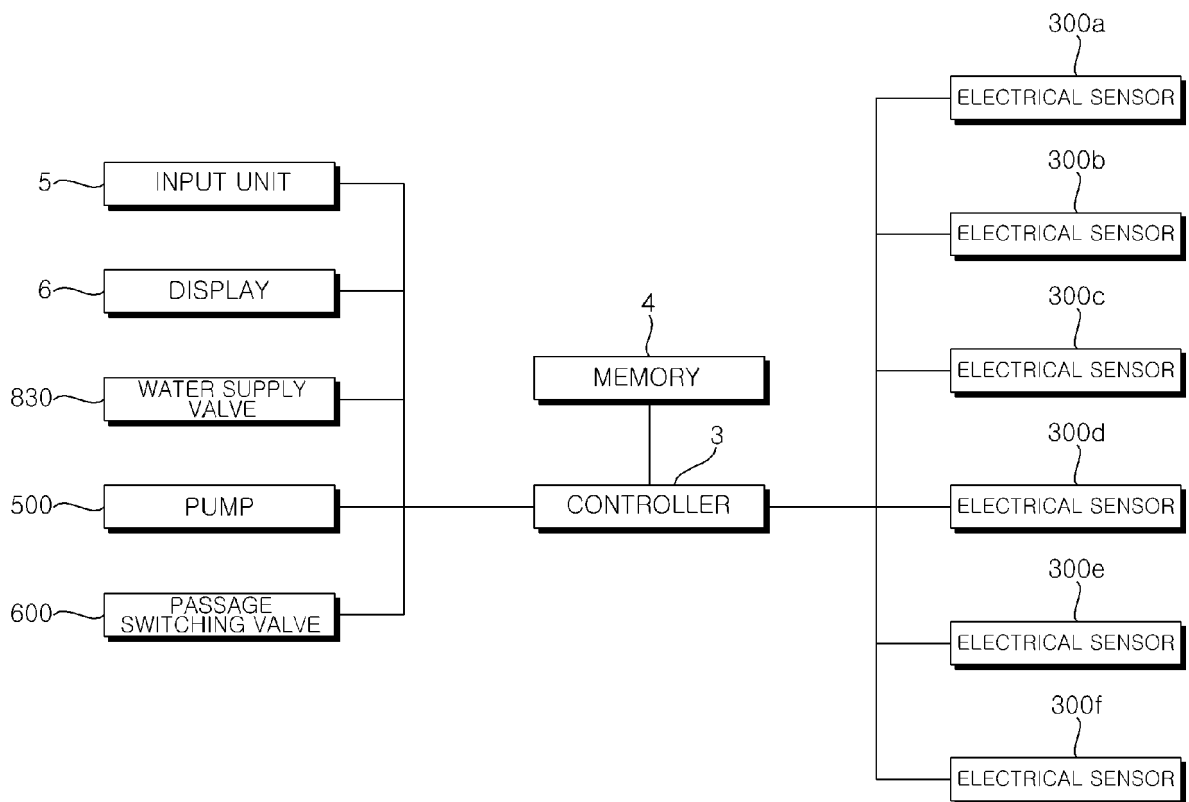 5
INPUT UNIT
6
DISPLAY
830
WATER SUPPLY
VALVE
500
PUMP
600
PASSAGE
SWITCHING VALVE
4
MEMORY
3
CONTROLLER
300a
ELECTRICAL SENSOR
300b
ELECTRICAL SENSOR
300c
ELECTRICAL SENSOR
300d
ELECTRICAL SENSOR
300e
ELECTRICAL SENSOR
300f
ELECTRICAL SENSOR